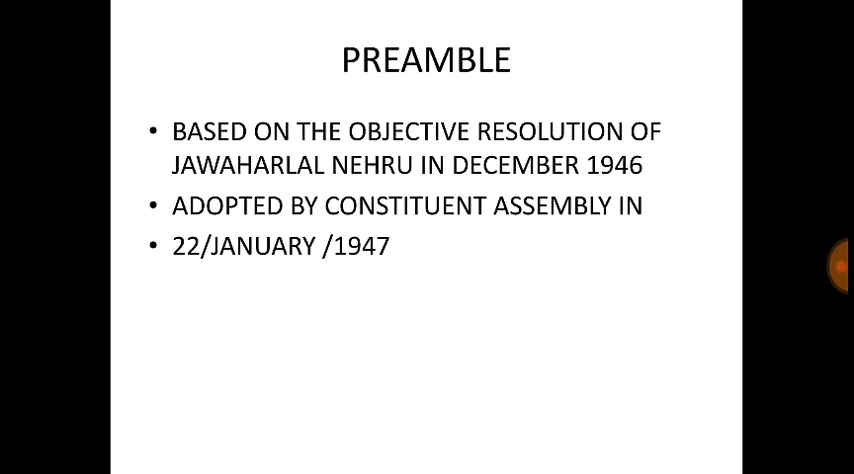 PREAMBLE
• BASED ON THE OBJECTIVE RESOLUTION OF
JAWAHARLAL NEHRU IN DECEMBER 1946
• ADOPTED BY CONSTITUENT ASSEMBLY IN
• 22/JANUARY /1947